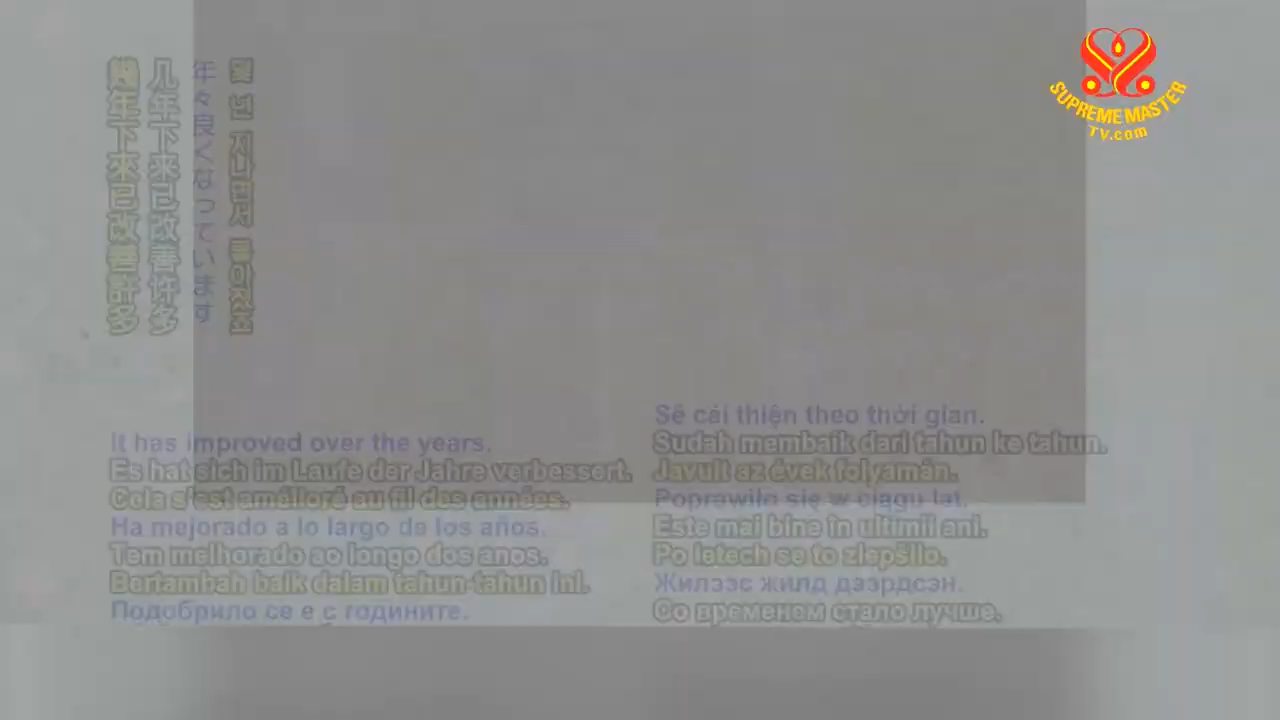 幾年下來已改善許多
几年下来已改善许多
年々良くなっています
몇 년 지나면서 좋아졌죠
SUPREME MASTER
TV.com
It has improved over the years.
Es hat sich im Laufe der Jahre verbessert.
Cela s'est amélioré au fil des années.
Ha mejorado a lo largo de los años.
Tem melhorado ao longo dos anos.
Bertambah baik dalam tahun-tahun ini.
Подобрило се е с годините.
Sẽ cải thiện theo thời gian.
Sudah membaik dari tahun ke tahun.
Javult az évek folyamán.
Poprawiło się w ciągu lat.
Este mai bine în ultimii ani.
Po letech se to zlepšilo.
Жилээс жилд дээрдсэн.
Со временем стало лучше.